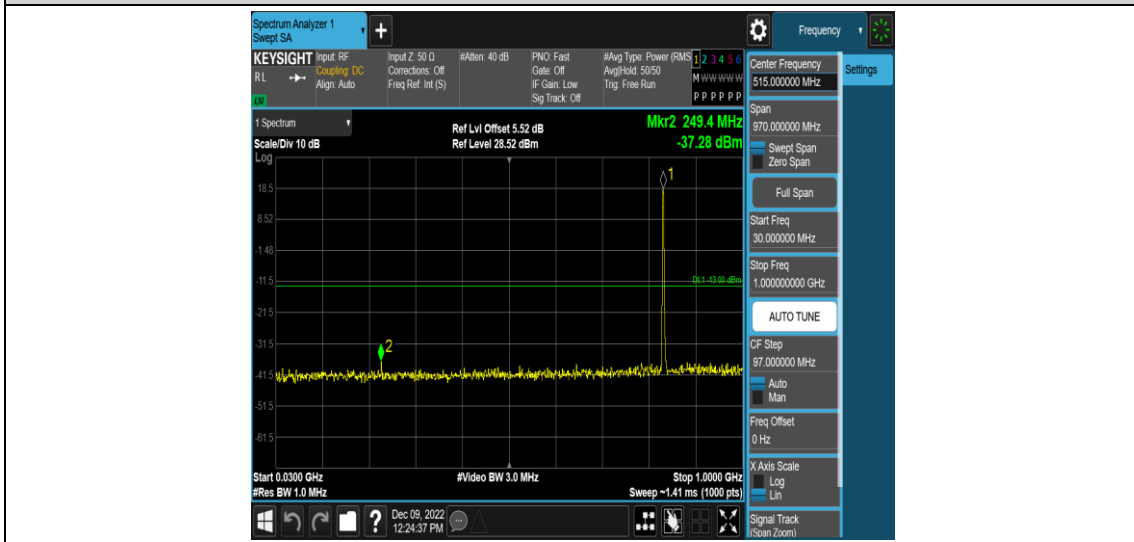 Spectrum Analyzer 1
Swept SA
+
Frequency
KEYSIGHT
RL
LXI
Input: RF
Coupling: DC
Align: Auto
Input Z: 50 Ω
Corrections: Off
Freq Ref: Int (S)
#Atten: 40 dB
PNO: Fast
Gate: Off
IF Gain: Low
Sig Track: Off
#Avg Type: Power (RMS
Avg|Hold: 50/50
Trig: Free Run
1 2 3 4 5 6
M W W W W W
P P P P P P
1 Spectrum
Scale/Div 10 dB
Log
Ref Lvl Offset 5.52 dB
Ref Level 28.52 dBm
Mkr2 249.4 MHz
-37.28 dBm
18.5
8.52
-1.48
-11.5
-21.5
-31.5
-41.5
-51.5
-61.5
1
DL1 -13.00 dBm
2
Start 0.0300 GHz
#Res BW 1.0 MHz
#Video BW 3.0 MHz
Stop 1.0000 GHz
Sweep ~1.41 ms (1000 pts)
Center Frequency
515.000000 MHz
Settings
Span
970.000000 MHz
Swept Span
Zero Span
Full Span
Start Freq
30.000000 MHz
Stop Freq
1.000000000 GHz
AUTO TUNE
CF Step
97.000000 MHz
Auto
Man
Freq Offset
0 Hz
X Axis Scale
Log
Lin
Signal Track
(Span Zoom)
?
Dec 09, 2022
12:24:37 PM